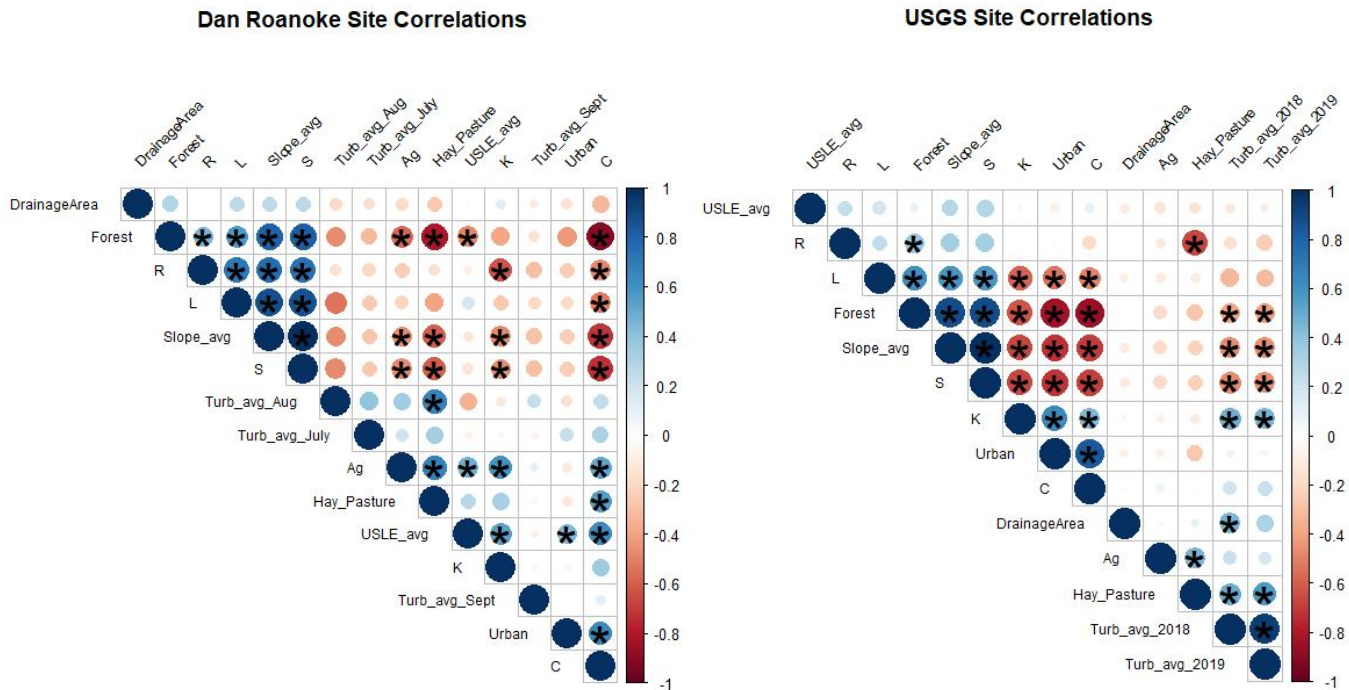 Dan Roanoke Site Correlations
DrainageArea
Forest
R
L
Slope_avg
S
Turb_avg_Aug
Turb_avg_July
Ag
Hay_Pasture
USLE_avg
K
Turb_avg_Sept
Urban
C
DrainageArea
Forest
R
L
Slope_avg
S
Turb_avg_Aug
Turb_avg_July
Ag
Hay_Pasture
USLE_avg
K
Turb_avg_Sept
Urban
C
1
0.8
0.6
0.4
0.2
0
-0.2
-0.4
-0.6
-0.8
-1
USGS Site Correlations
USLE_avg
R
L
Forest
Slope_avg
S
K
Urban
C
DrainageArea
Ag
Hay_Pasture
Turb_avg_2018
Turb_avg_2019
USLE_avg
R
L
Forest
Slope_avg
S
K
Urban
C
DrainageArea
Ag
Hay_Pasture
Turb_avg_2018
Turb_avg_2019
1
0.8
0.6
0.4
0.2
0
-0.2
-0.4
-0.6
-0.8
-1